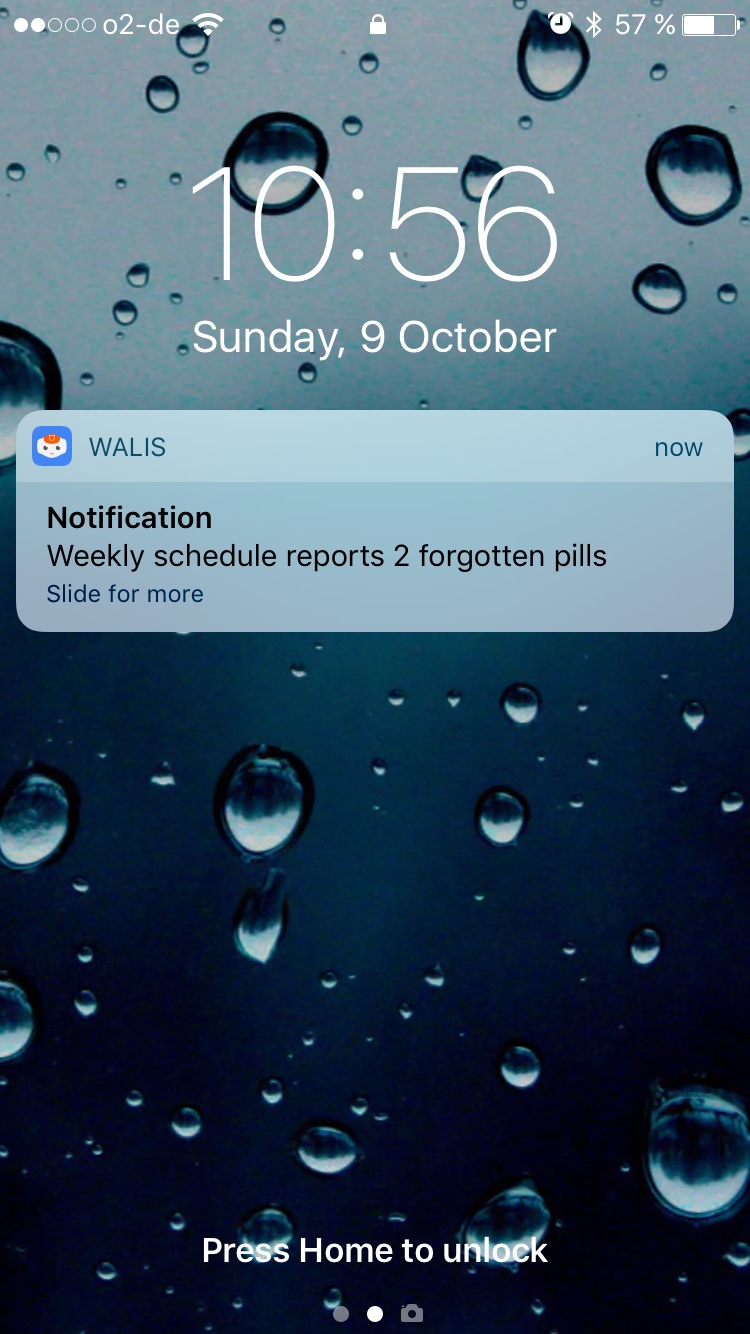 o2-de 57 %
10:56
Sunday, 9 October
WALIS now
Notification
Weekly schedule reports 2 forgotten pills
Slide for more
Press Home to unlock